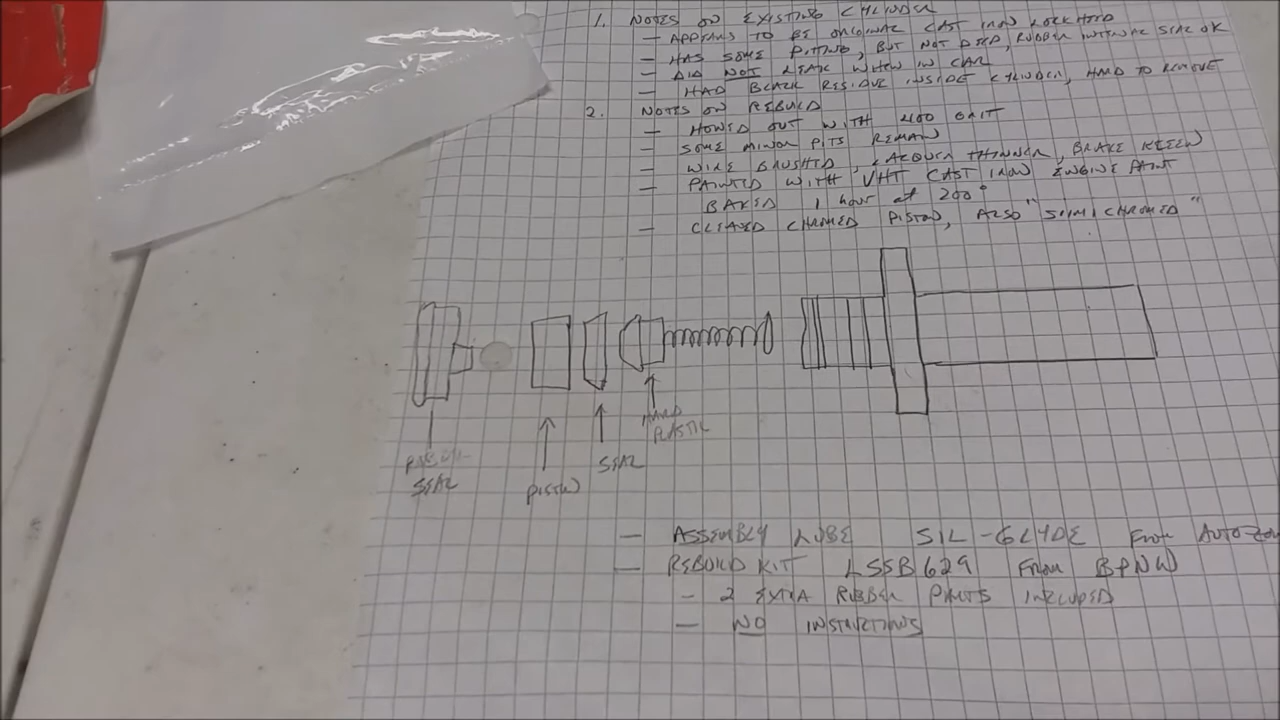 1. NOTES ON EXISTING CYLINDER
- APPEARS TO BE ORIGINAL CAST IRON LOCKHEED
- HAS SOME PITTING, BUT NOT DEEP, RUBBER INTERNAL SEAL OK
- DID NOT LEAK WHEN IN CAR
- HAD BLACK RESIDUE INSIDE CYLINDER, HARD TO REMOVE
2. NOTES ON REBUILD
- HONED OUT WITH 400 GRIT
- SOME MINOR PITS REMAIN
- WIRE BRUSHED, LACQUER THINNER, BRAKE KLEEN
- PAINTED WITH VHT CAST IRON ENGINE PAINT
BAKED 1 hour at 200°
- CLEANED CHROMED PISTON, ALSO "SIMICHROMED"
HARD
PLASTIC
SEAL
PISTON
SEAL
- ASSEMBLY LUBE SIL-GLYDE From AUTOZON
- REBUILD KIT LSSB629 From BPNW
- 2 EXTRA RUBBER PARTS INCLUDED
- NO INSTRUCTIONS